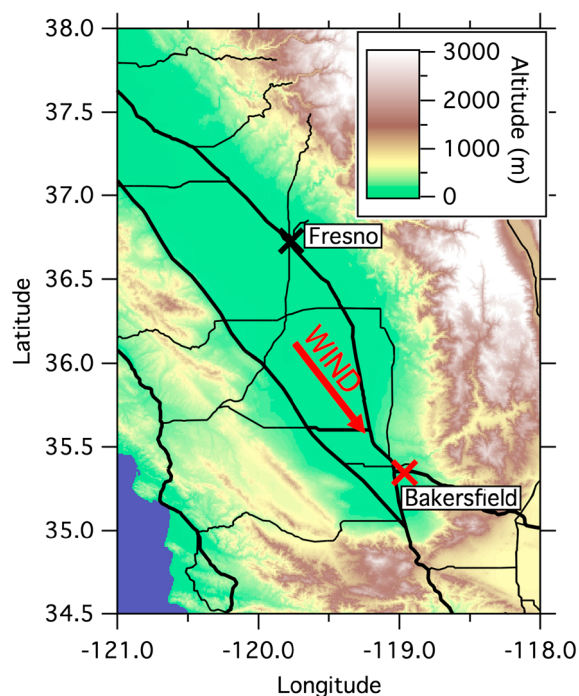 38.0
37.5
37.0
36.5
36.0
35.5
35.0
34.5
Latitude
3000
2000
1000
0
Altitude (m)
Fresno
WIND
Bakersfield
-121.0
-120.0
-119.0
-118.0
Longitude